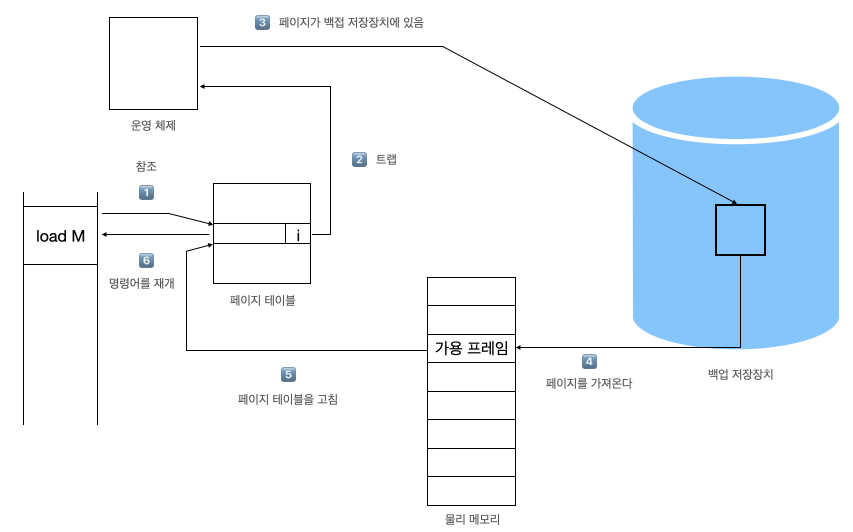 3 페이지가 백접 저장장치에 있음
운영 체제
2 트랩
참조
1
load M
i
6
명령어를 재개
페이지 테이블
가용 프레임
4
페이지를 가져온다
백업 저장장치
5
페이지 테이블을 고침
물리 메모리